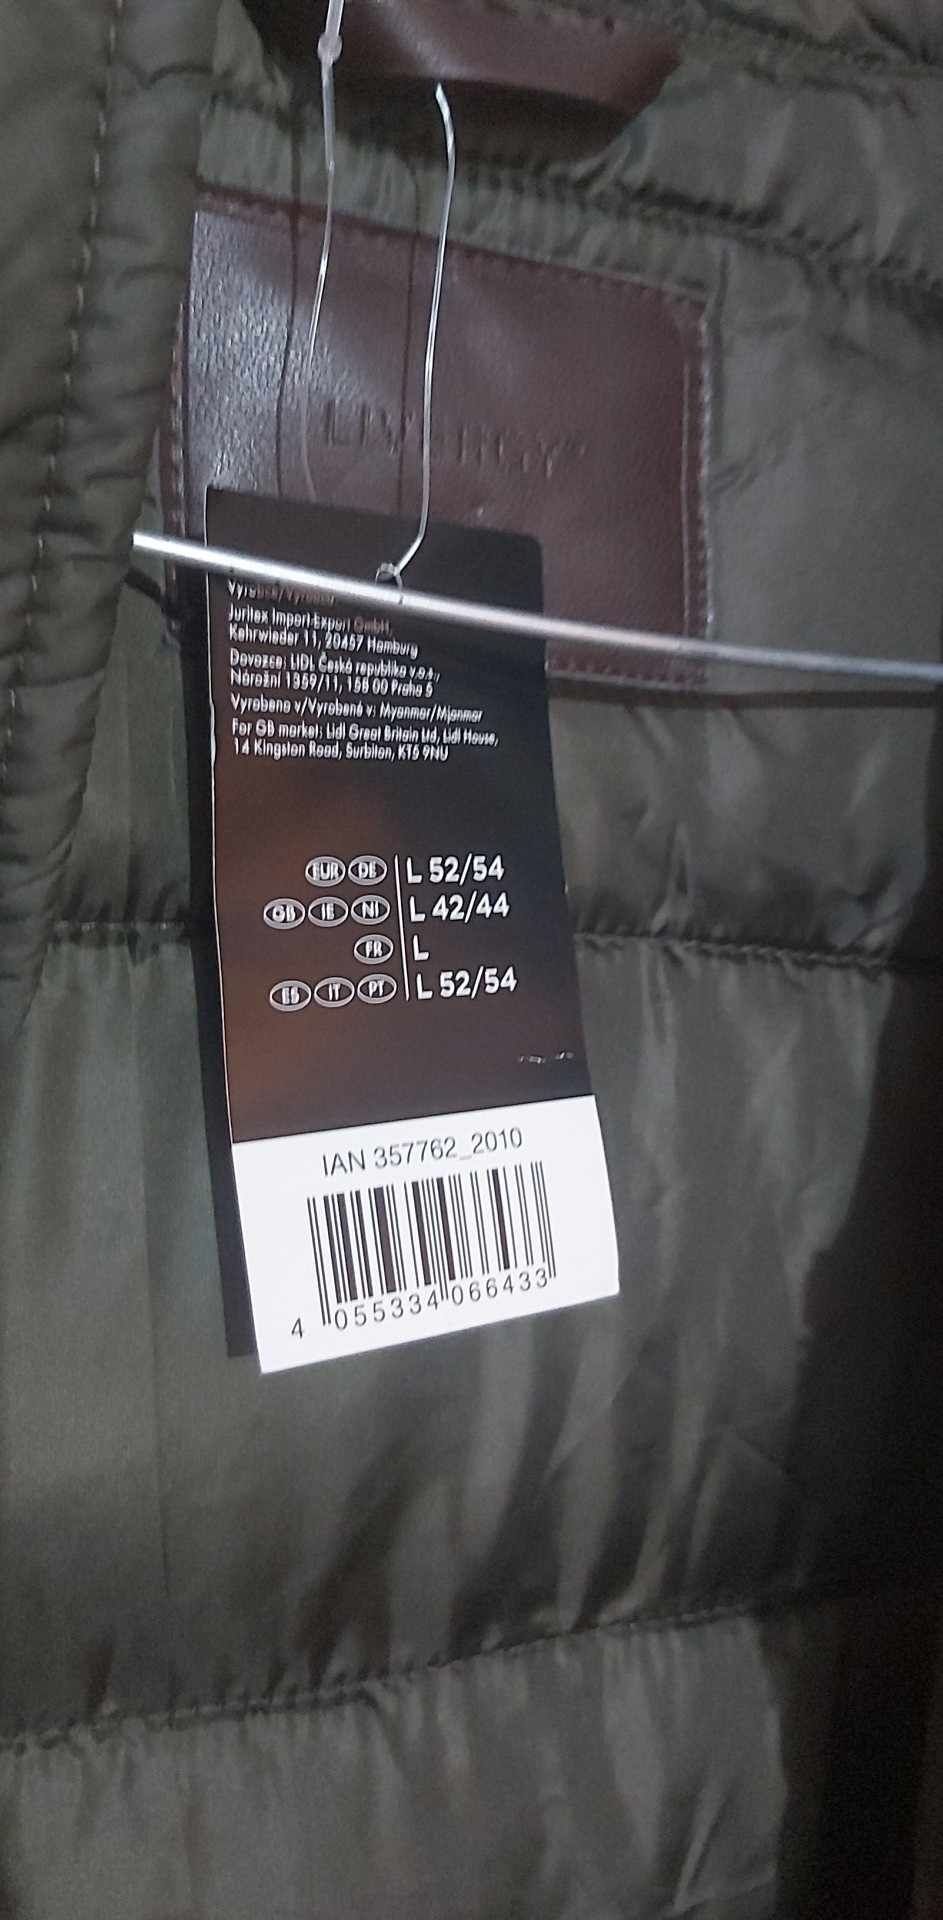 LIVERGY®
Juritex Import-Export GmbH,
Kehrwieder 11, 20457 Hamburg
Dovozce: LIDL Česká republika v.o.s.,
Nárožní 1359/11, 158 00 Praha 5
Vyrobeno v/Vyrobené v: Myanmar/Mjanmar
For GB market: Lidl Great Britain Ltd, Lidl House,
14 Kingston Road, Surbiton, KT5 9NU
EUR DE L 52/54
GB IE NI L 42/44
FR L
ES IT PT L 52/54
IAN 357762_2010
4 055334 066433